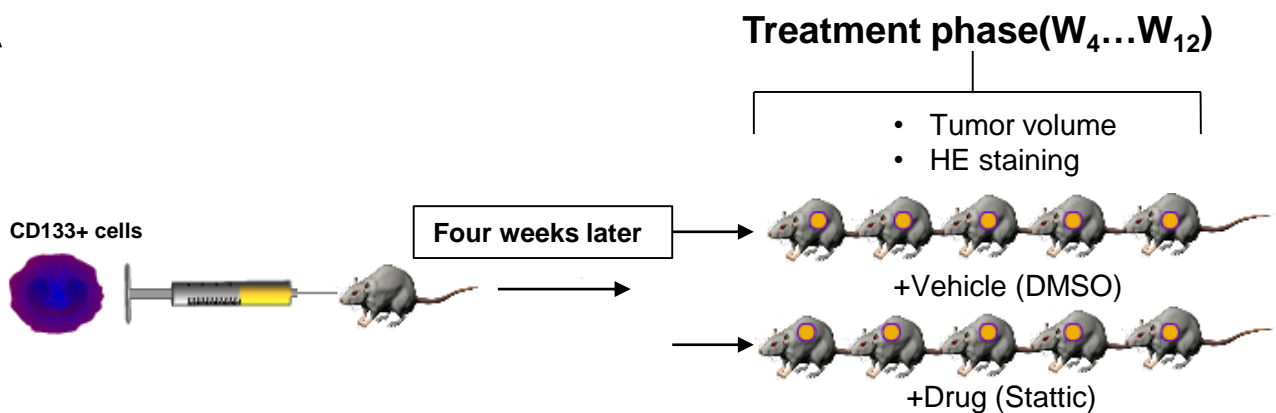 Treatment phase(W₄…W₁₂)
• Tumor volume
• HE staining
CD133+ cells
Four weeks later
+Vehicle (DMSO)
+Drug (Stattic)